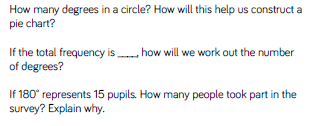 How many degrees in a circle? How will this help us construct a
pie chart?
If the total frequency is ____, how will we work out the number
of degrees?
If 180° represents 15 pupils. How many people took part in the
survey? Explain why.